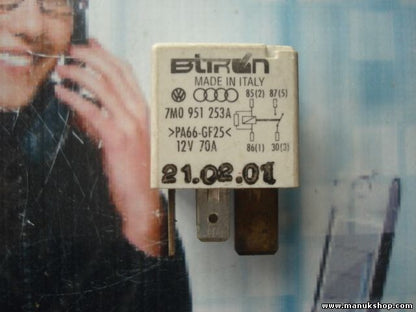 BITRON
MADE IN ITALY
7M0 951 253A
>PA66-GF25<
12V 70A
85(2) 87(5)
86(1) 30(3)
21.02.01
www.manukshop.com